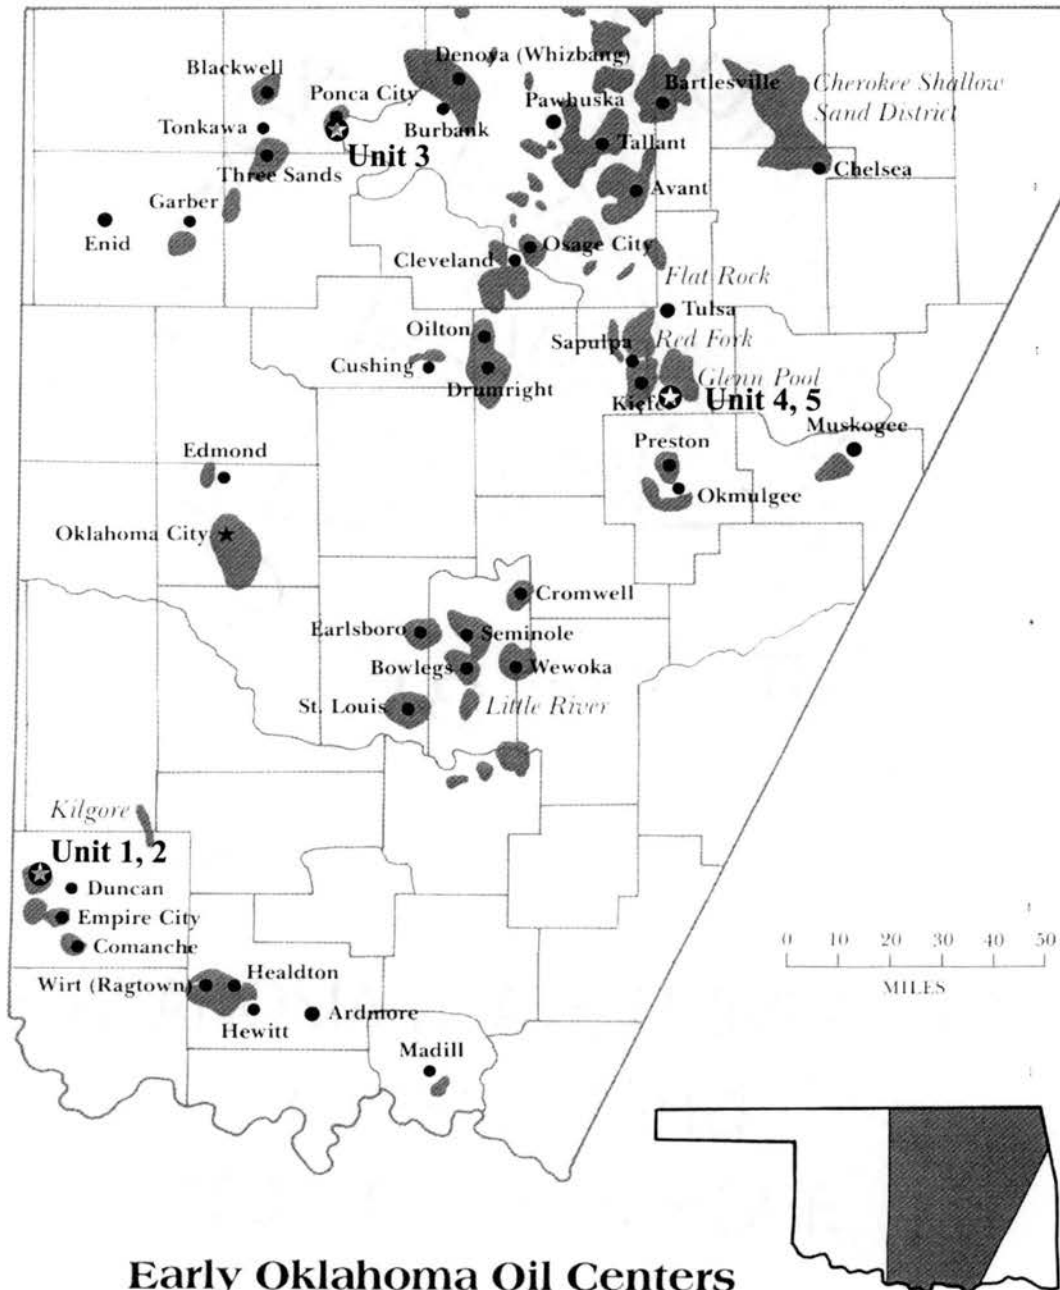 Denoya (Whizbang)
Blackwell
Ponca City
Bartlesville
Cherokee Shallow
Sand District
Pawhuska
Tonkawa
Burbank
Tallant
Unit 3
Three Sands
Chelsea
Avant
Garber
Enid
Osage City
Cleveland
Flat Rock
Tulsa
Oilton
Sapulpa
Red Fork
Cushing
Glenn Pool
Drumright
Unit 4, 5
Muskogee
Preston
Edmond
Okmulgee
Oklahoma City
Cromwell
Earlsboro
Seminole
Bowlegs
Wewoka
St. Louis
Little River
Kilgore
Unit 1, 2
Duncan
Empire City
Comanche
0 10 20 30 40 50
MILES
Wirt (Ragtown)
Healdton
Hewitt
Ardmore
Madill
Early Oklahoma Oil Centers